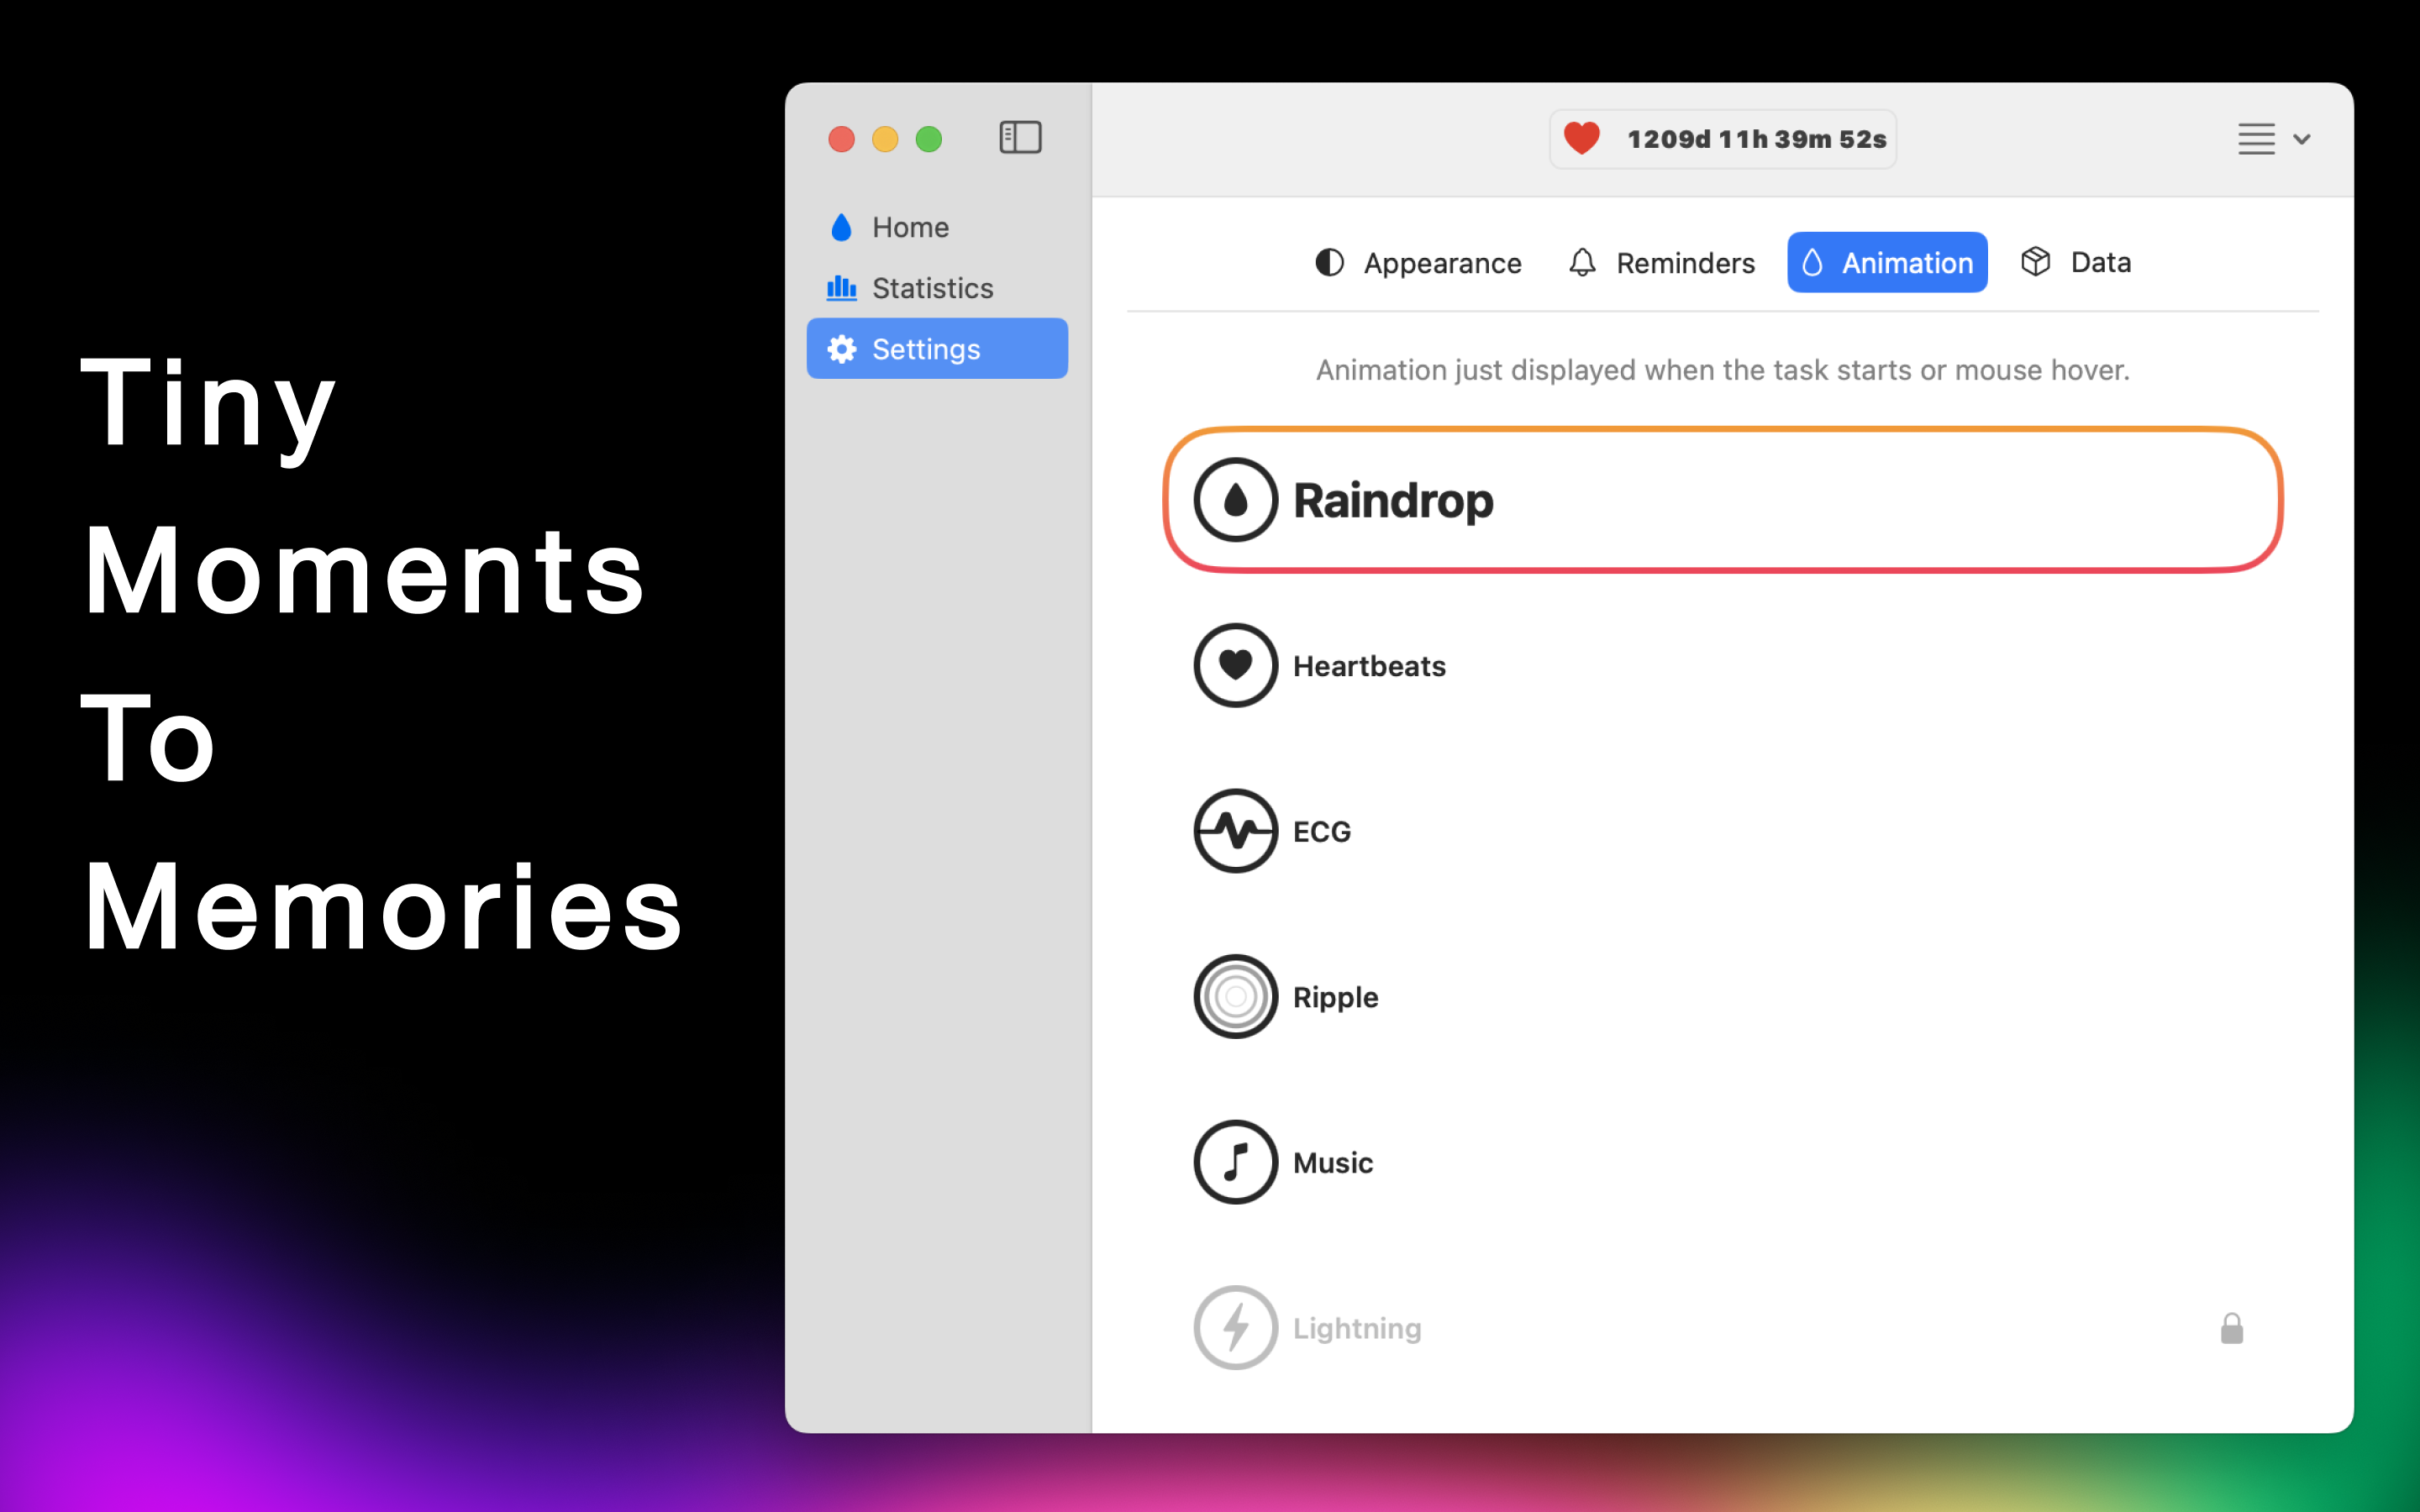 Tiny
Moments
To
Memories
1209d 11h 39m 52s
Home
Statistics
Settings
Appearance
Reminders
Animation
Data
Animation just displayed when the task starts or mouse hover.
Raindrop
Heartbeats
ECG
Ripple
Music
Lightning